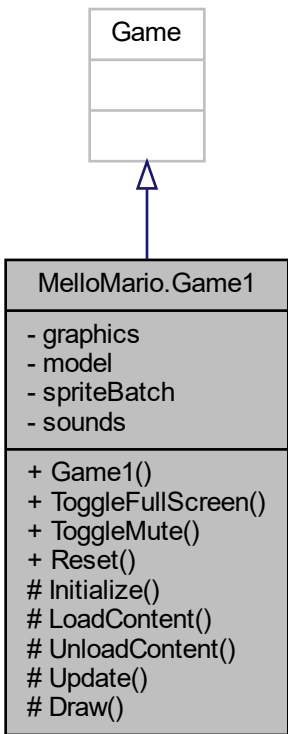 Game
MelloMario.Game1
- graphics
- model
- spriteBatch
- sounds
+ Game1()
+ ToggleFullScreen()
+ ToggleMute()
+ Reset()
# Initialize()
# LoadContent()
# UnloadContent()
# Update()
# Draw()